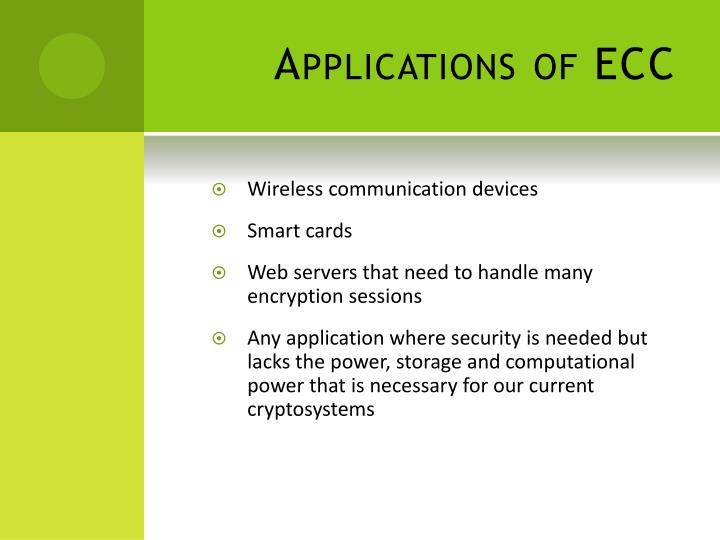 Applications of ECC
Wireless communication devices
Smart cards
Web servers that need to handle many
encryption sessions
Any application where security is needed but
lacks the power, storage and computational
power that is necessary for our current
cryptosystems